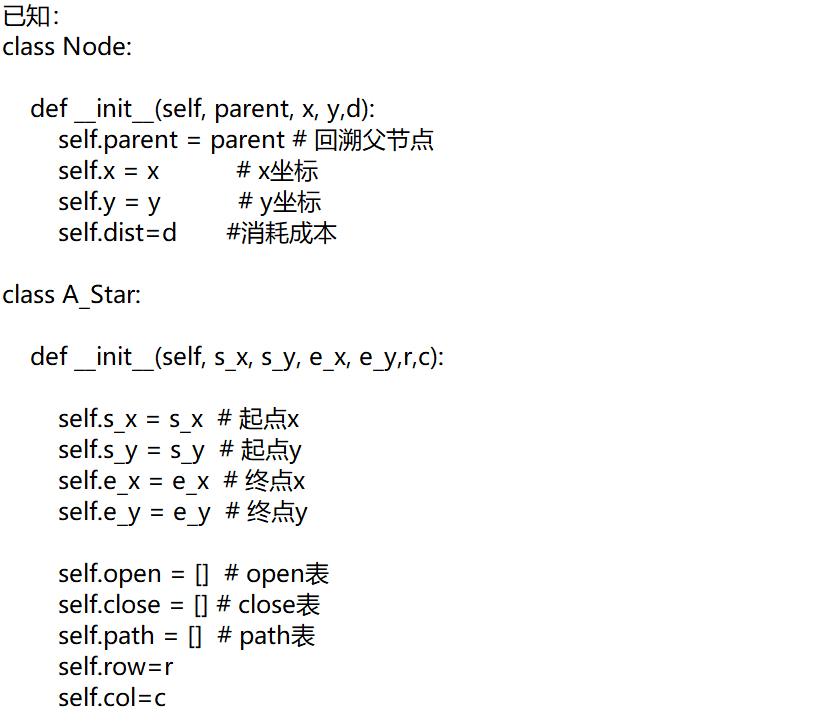 已知：
class Node:
def __init__(self, parent, x, y,d):
self.parent = parent # 回溯父节点
self.x = x # x坐标
self.y = y # y坐标
self.dist=d #消耗成本
class A_Star:
def __init__(self, s_x, s_y, e_x, e_y,r,c):
self.s_x = s_x # 起点x
self.s_y = s_y # 起点y
self.e_x = e_x # 终点x
self.e_y = e_y # 终点y
self.open = [] # open表
self.close = [] # close表
self.path = [] # path表
self.row=r
self.col=c